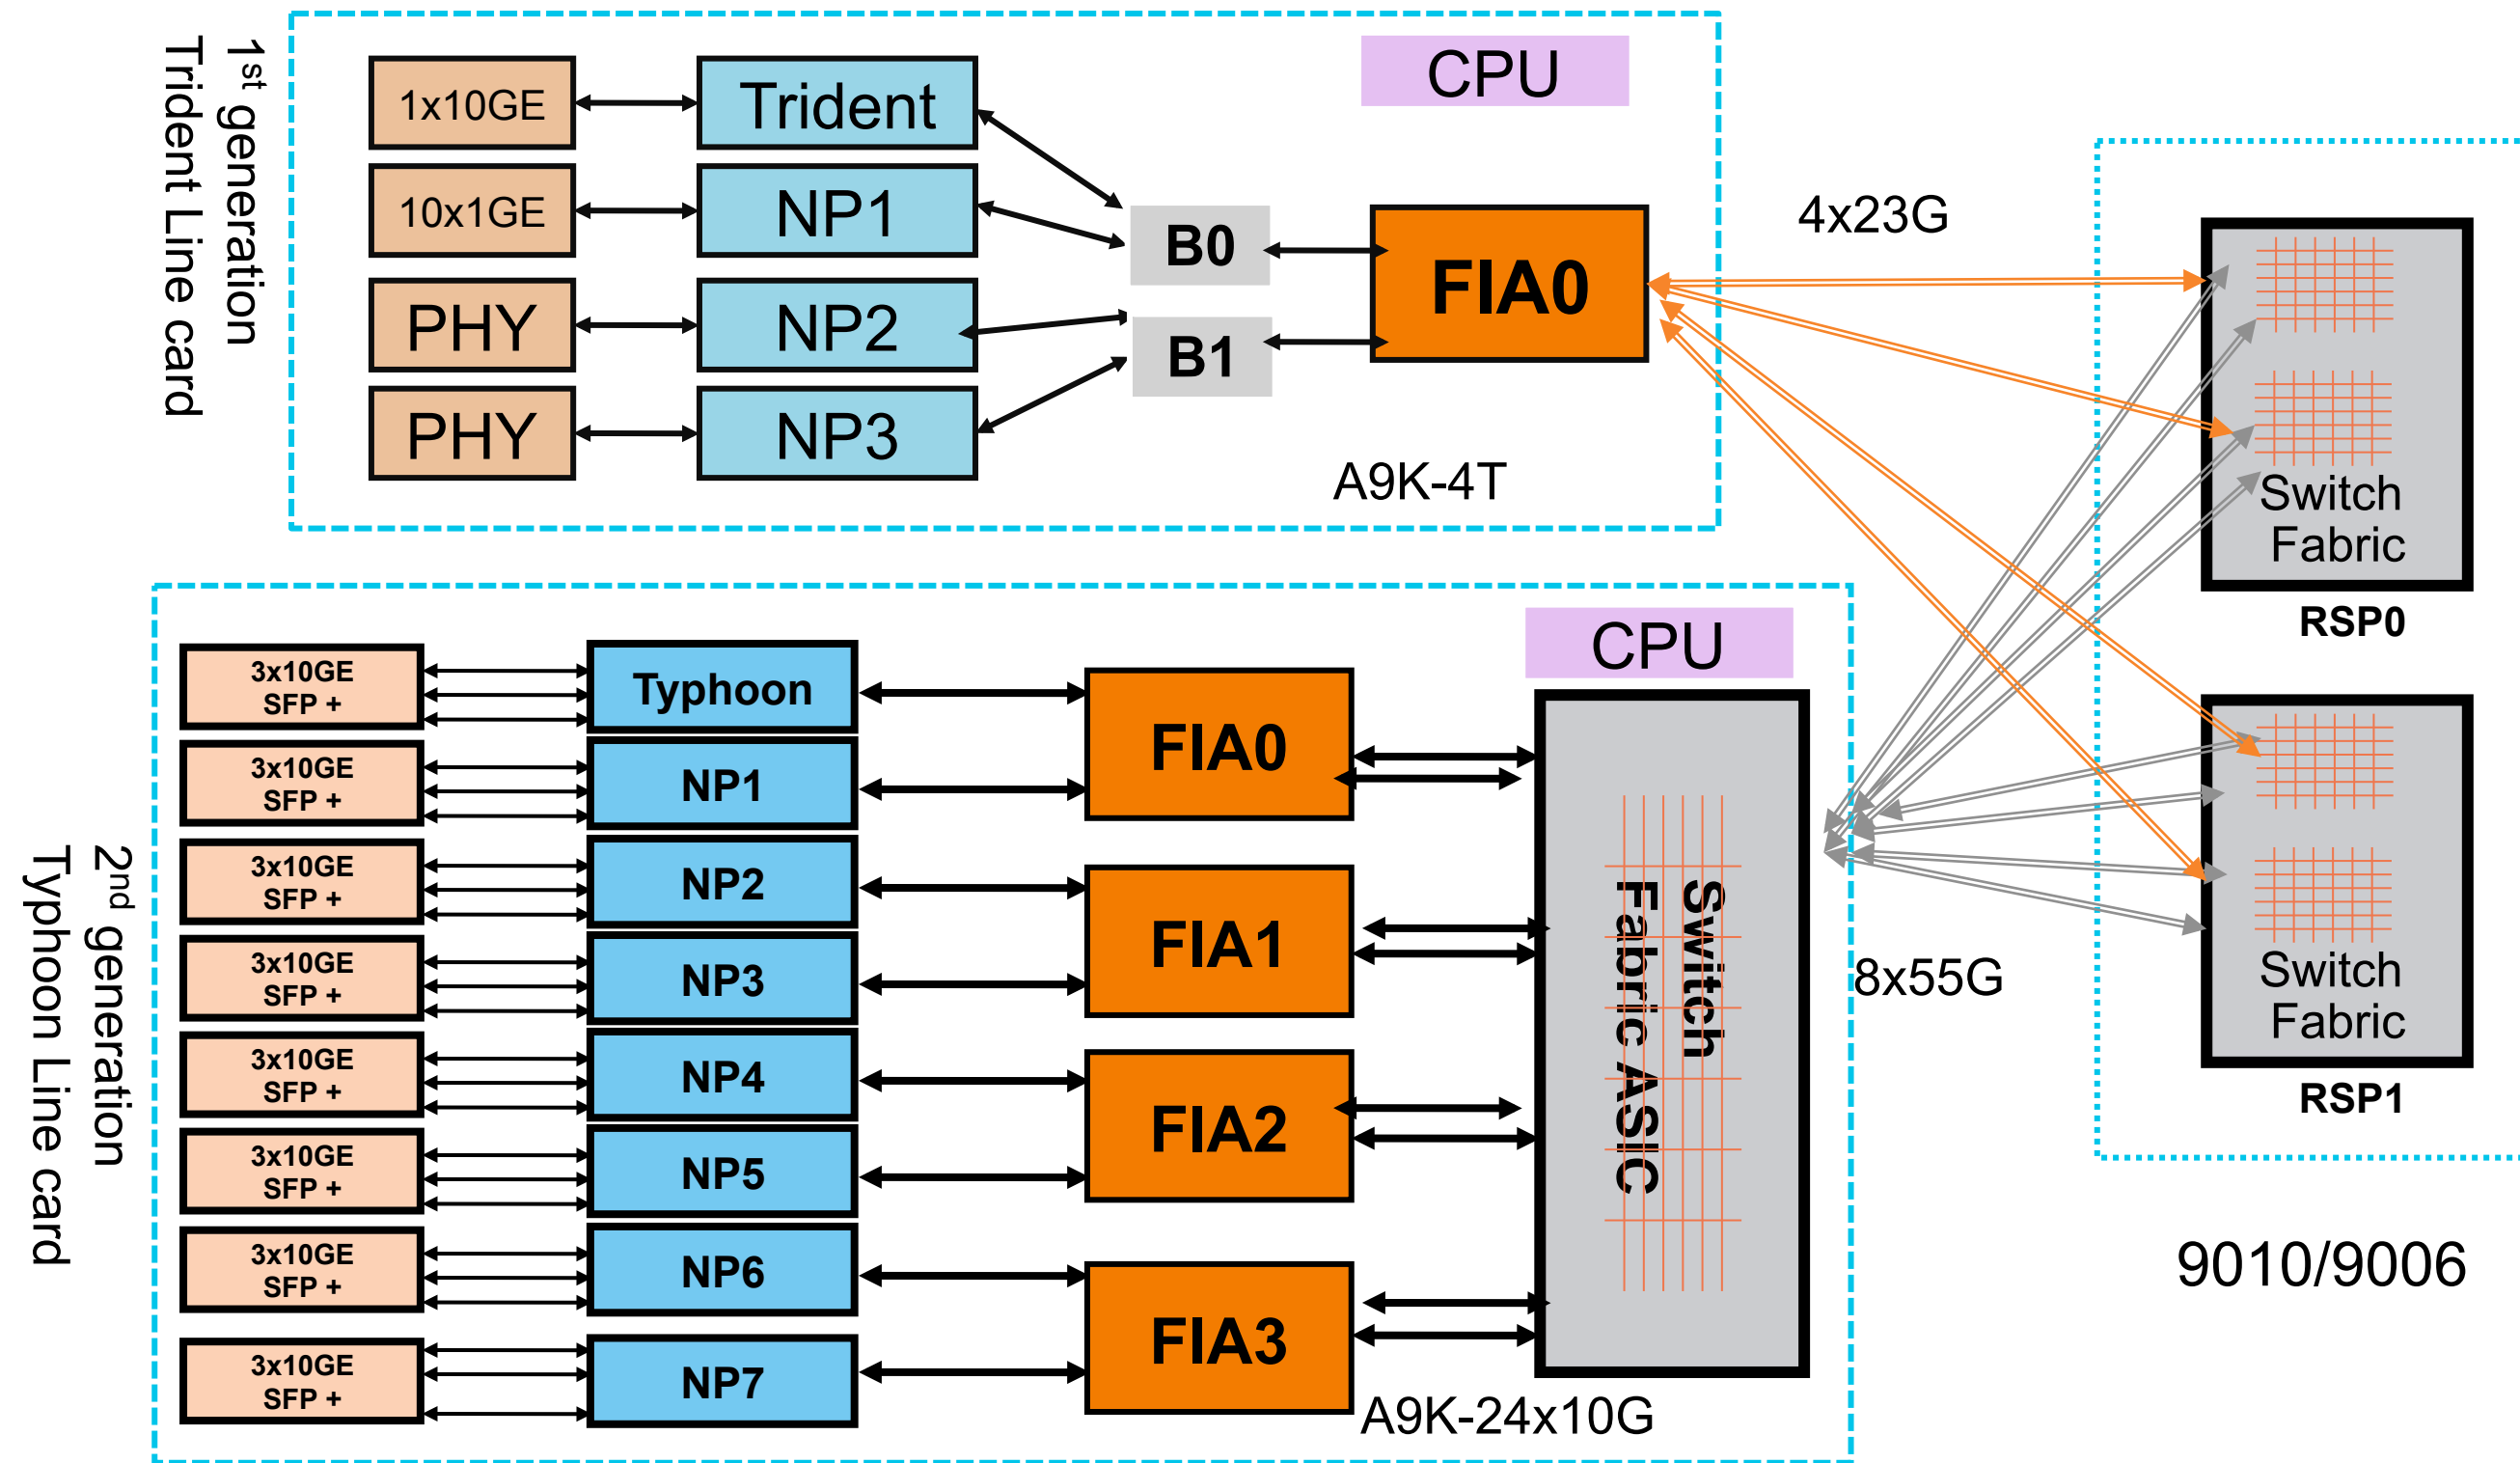 1st generation
Trident Line card
CPU
1x10GE
Trident
10x1GE
NP1
B0
PHY
NP2
B1
PHY
NP3
FIA0
A9K-4T
4x23G
Switch
Fabric
RSP0
2nd generation
Typhoon Line card
CPU
3x10GE
SFP +
Typhoon
3x10GE
SFP +
NP1
FIA0
3x10GE
SFP +
NP2
3x10GE
SFP +
NP3
FIA1
3x10GE
SFP +
NP4
3x10GE
SFP +
NP5
FIA2
3x10GE
SFP +
NP6
3x10GE
SFP +
NP7
FIA3
Switch
Fabric ASIC
A9K-24x10G
8x55G
Switch
Fabric
RSP1
9010/9006